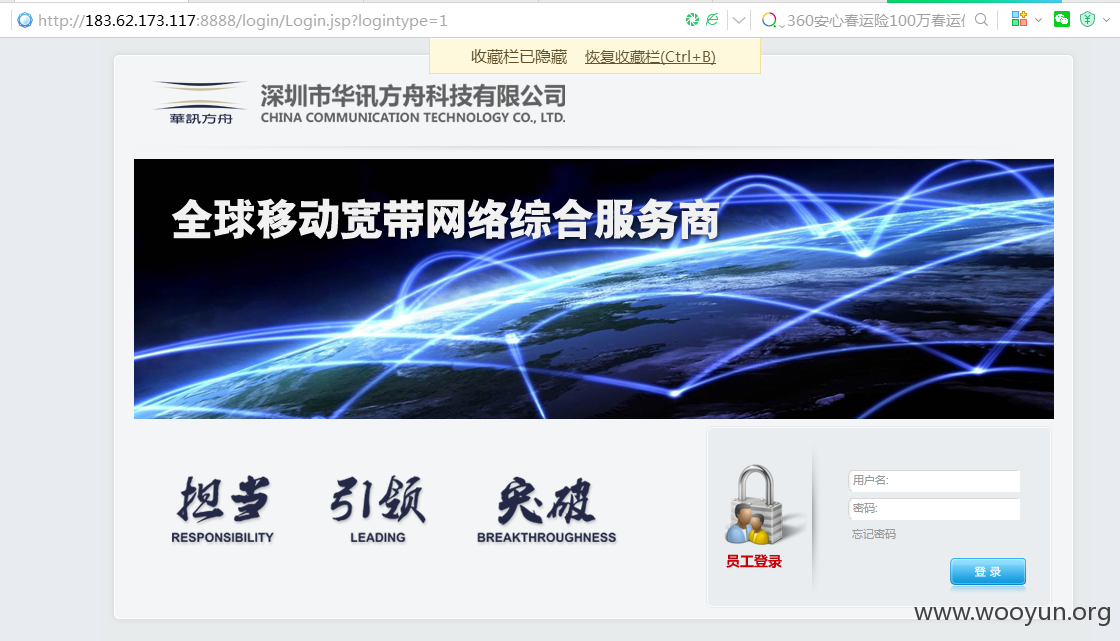 http://183.62.173.117:8888/login/Login.jsp?logintype=1
360安心春运险100万春运
收藏栏已隐藏 恢复收藏栏(Ctrl+B)
華訊方舟
深圳市华讯方舟科技有限公司
CHINA COMMUNICATION TECHNOLOGY CO., LTD.
全球移动宽带网络综合服务商
担当 引领 突破
RESPONSIBILITY LEADING BREAKTHROUGHNESS
用户名:
密码:
忘记密码
员工登录
登 录
www.wooyun.org